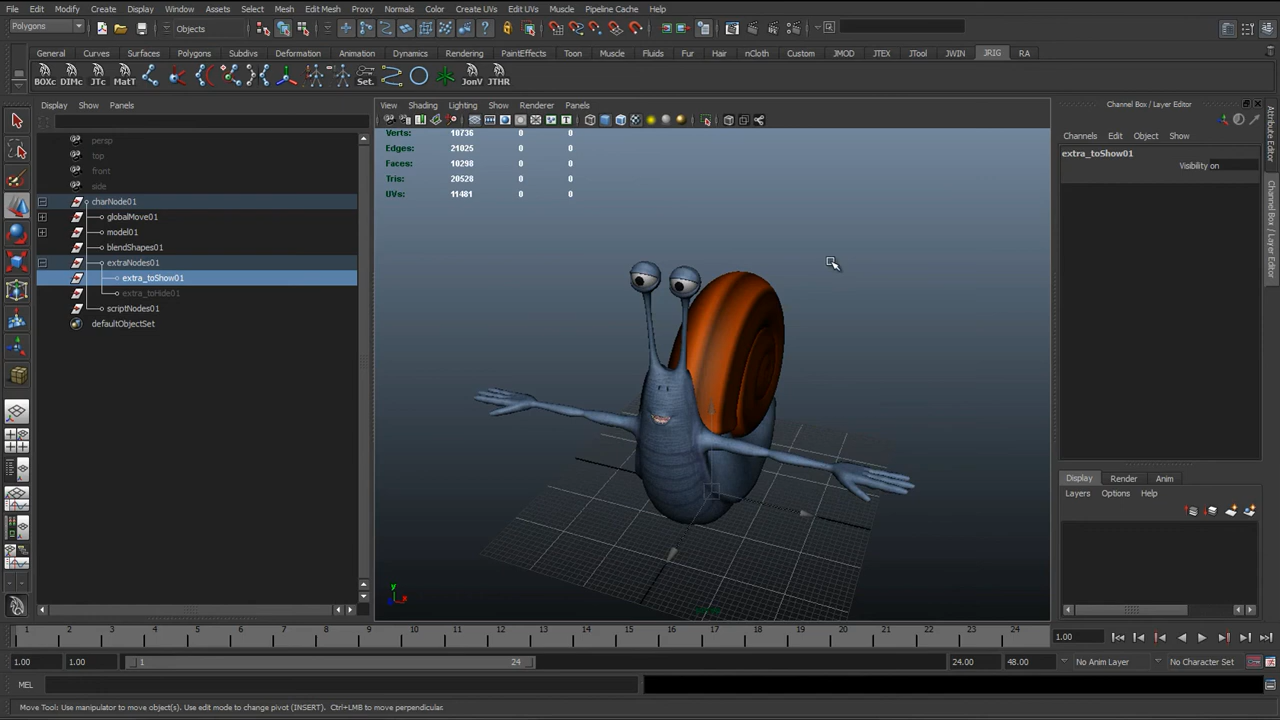 File Edit Modify Create Display Window Assets Select Mesh Edit Mesh Proxy Normals Color Create UVs Edit UVs Muscle Pipeline Cache Help
Polygons Objects
General Curves Surfaces Polygons Subdivs Deformation Animation Dynamics Rendering PaintEffects Toon Muscle Fluids Fur Hair nCloth Custom JMOD JTEX JTool JWIN JRIG RA
BOXc DIMc JTc MatT Set. JonV JTHR
Display Show Panels
View Shading Lighting Show Renderer Panels
Channel Box / Layer Editor
Channels Edit Object Show
extra_toShow01
Visibility on
Attribute Editor
Channel Box / Layer Editor
persp
top
front
side
charNode01
globalMove01
model01
blendShapes01
extraNodes01
extra_toShow01
extra_toHide01
scriptNodes01
defaultObjectSet
Verts: 10736 0 0
Edges: 21025 0 0
Faces: 10298 0 0
Tris: 20528 0 0
UVs: 11481 0 0
y
x
Display Render Anim
Layers Options Help
1 2 3 4 5 6 7 8 9 10 11 12 13 14 15 16 17 18 19 20 21 22 23 24
1.00
1.00 1.00 1 24 24.00 48.00 No Anim Layer No Character Set
MEL
Move Tool: Use manipulator to move object(s). Use edit mode to change pivot (INSERT). Ctrl+LMB to move perpendicular.